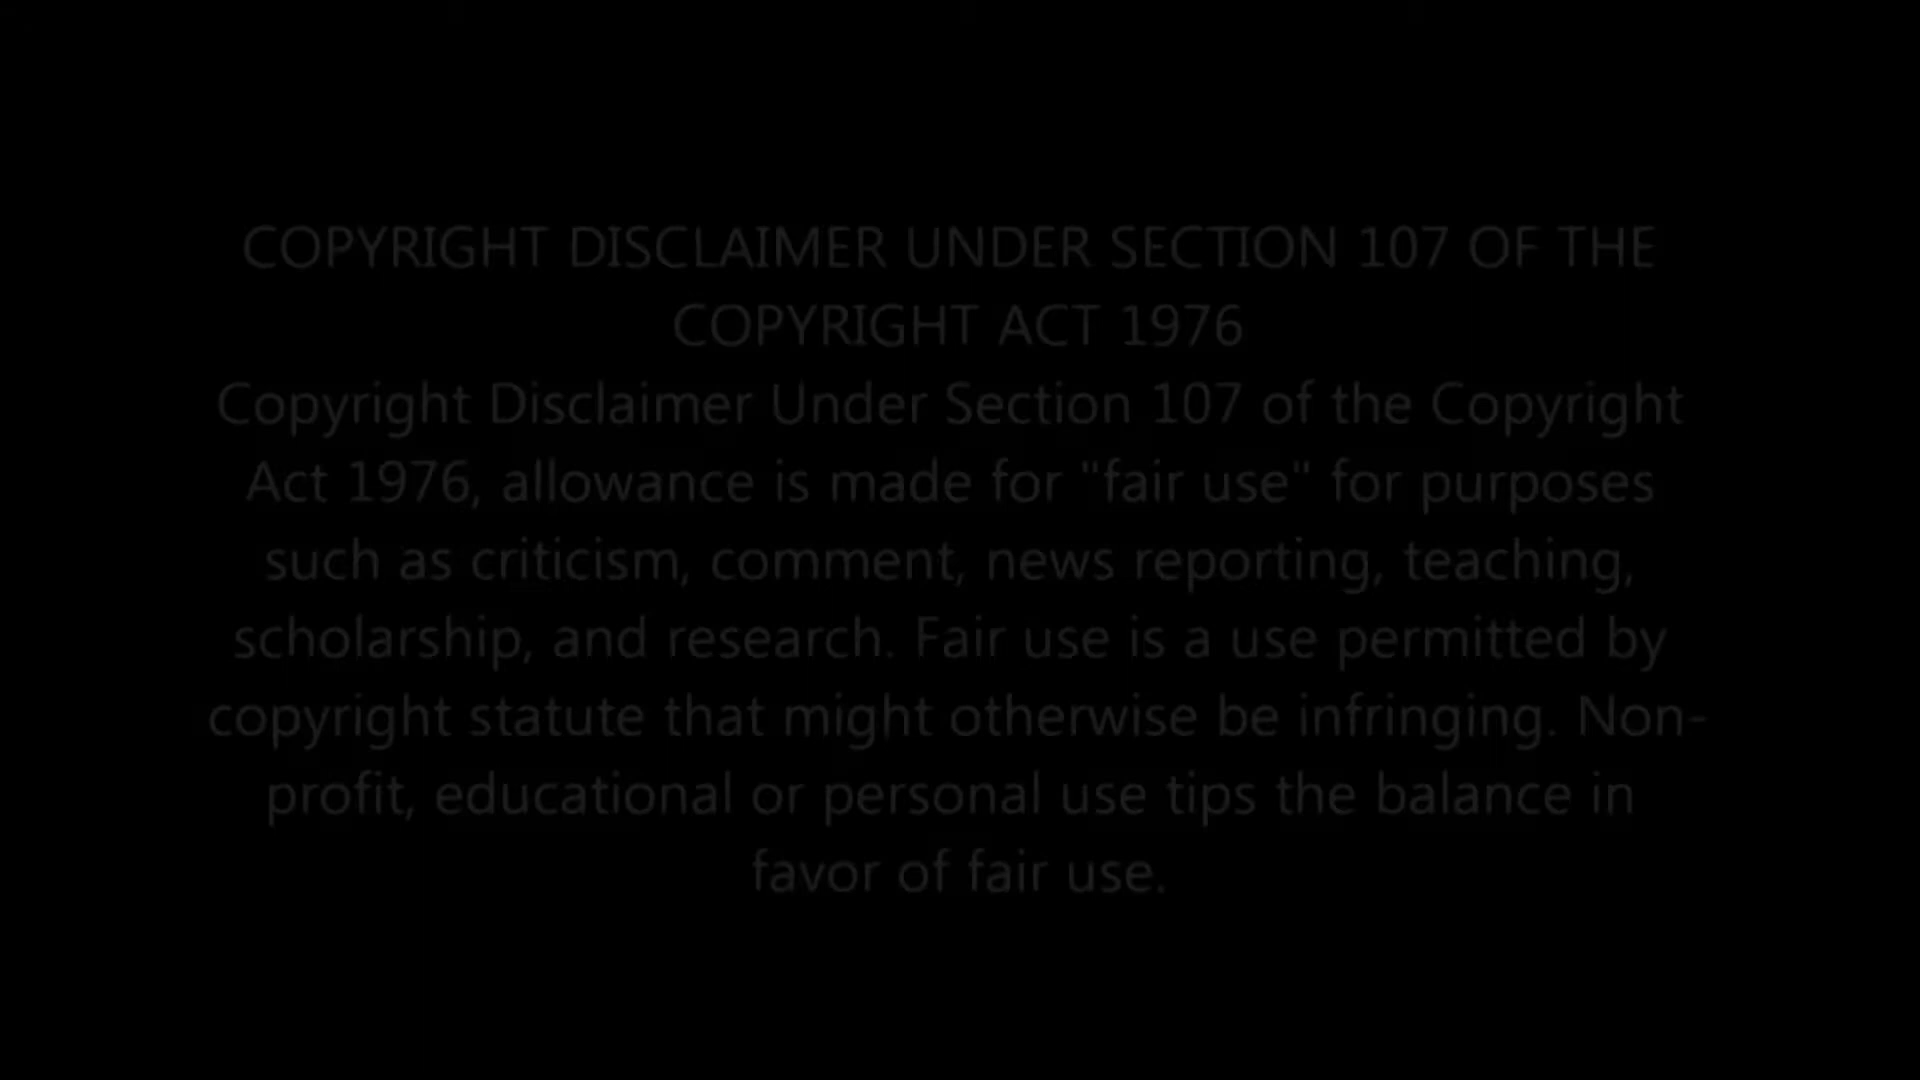 COPYRIGHT DISCLAIMER UNDER SECTION 107 OF THE
COPYRIGHT ACT 1976
Copyright Disclaimer Under Section 107 of the Copyright
Act 1976, allowance is made for "fair use" for purposes
such as criticism, comment, news reporting, teaching,
scholarship, and research. Fair use is a use permitted by
copyright statute that might otherwise be infringing. Non-
profit, educational or personal use tips the balance in
favor of fair use.